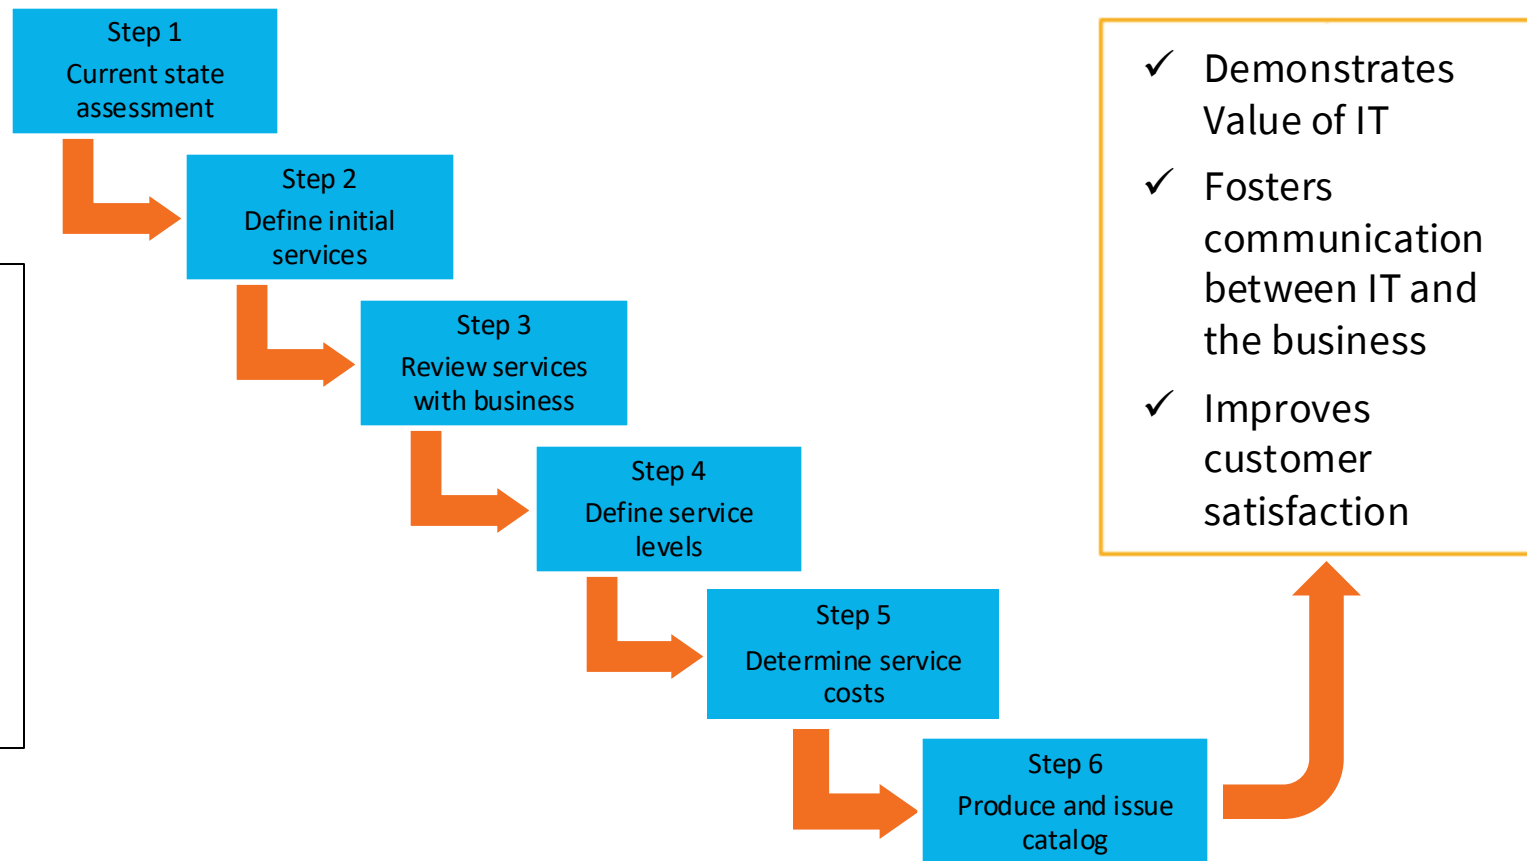 Step 1
Current state
assessment
Step 2
Define initial
services
Step 3
Review services
with business
Step 4
Define service
levels
Step 5
Determine service
costs
Step 6
Produce and issue
catalog
✓ Demonstrates
Value of IT
✓ Fosters
communication
between IT and
the business
✓ Improves
customer
satisfaction